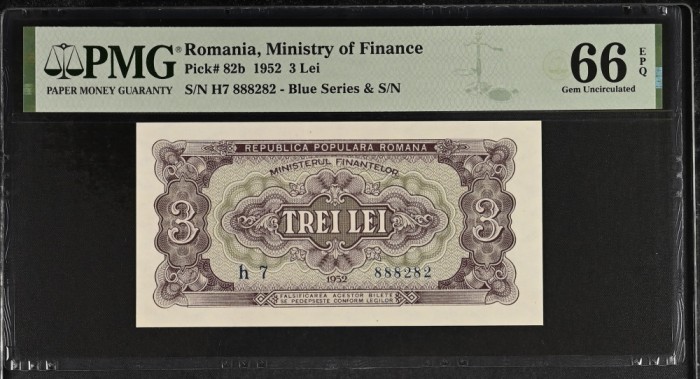 PMG®
PAPER MONEY GUARANTY
Romania, Ministry of Finance
Pick# 82b 1952 3 Lei
S/N H7 888282 - Blue Series & S/N
66 EPQ
Gem Uncirculated
REPUBLICA POPULARA ROMANA
MINISTERUL FINANTELOR
3 TREI LEI 3
h 7 888282
1952
FALSIFICAREA ACESTOR BILETE
SE PEDEPSESTE CONFORM LEGILOR